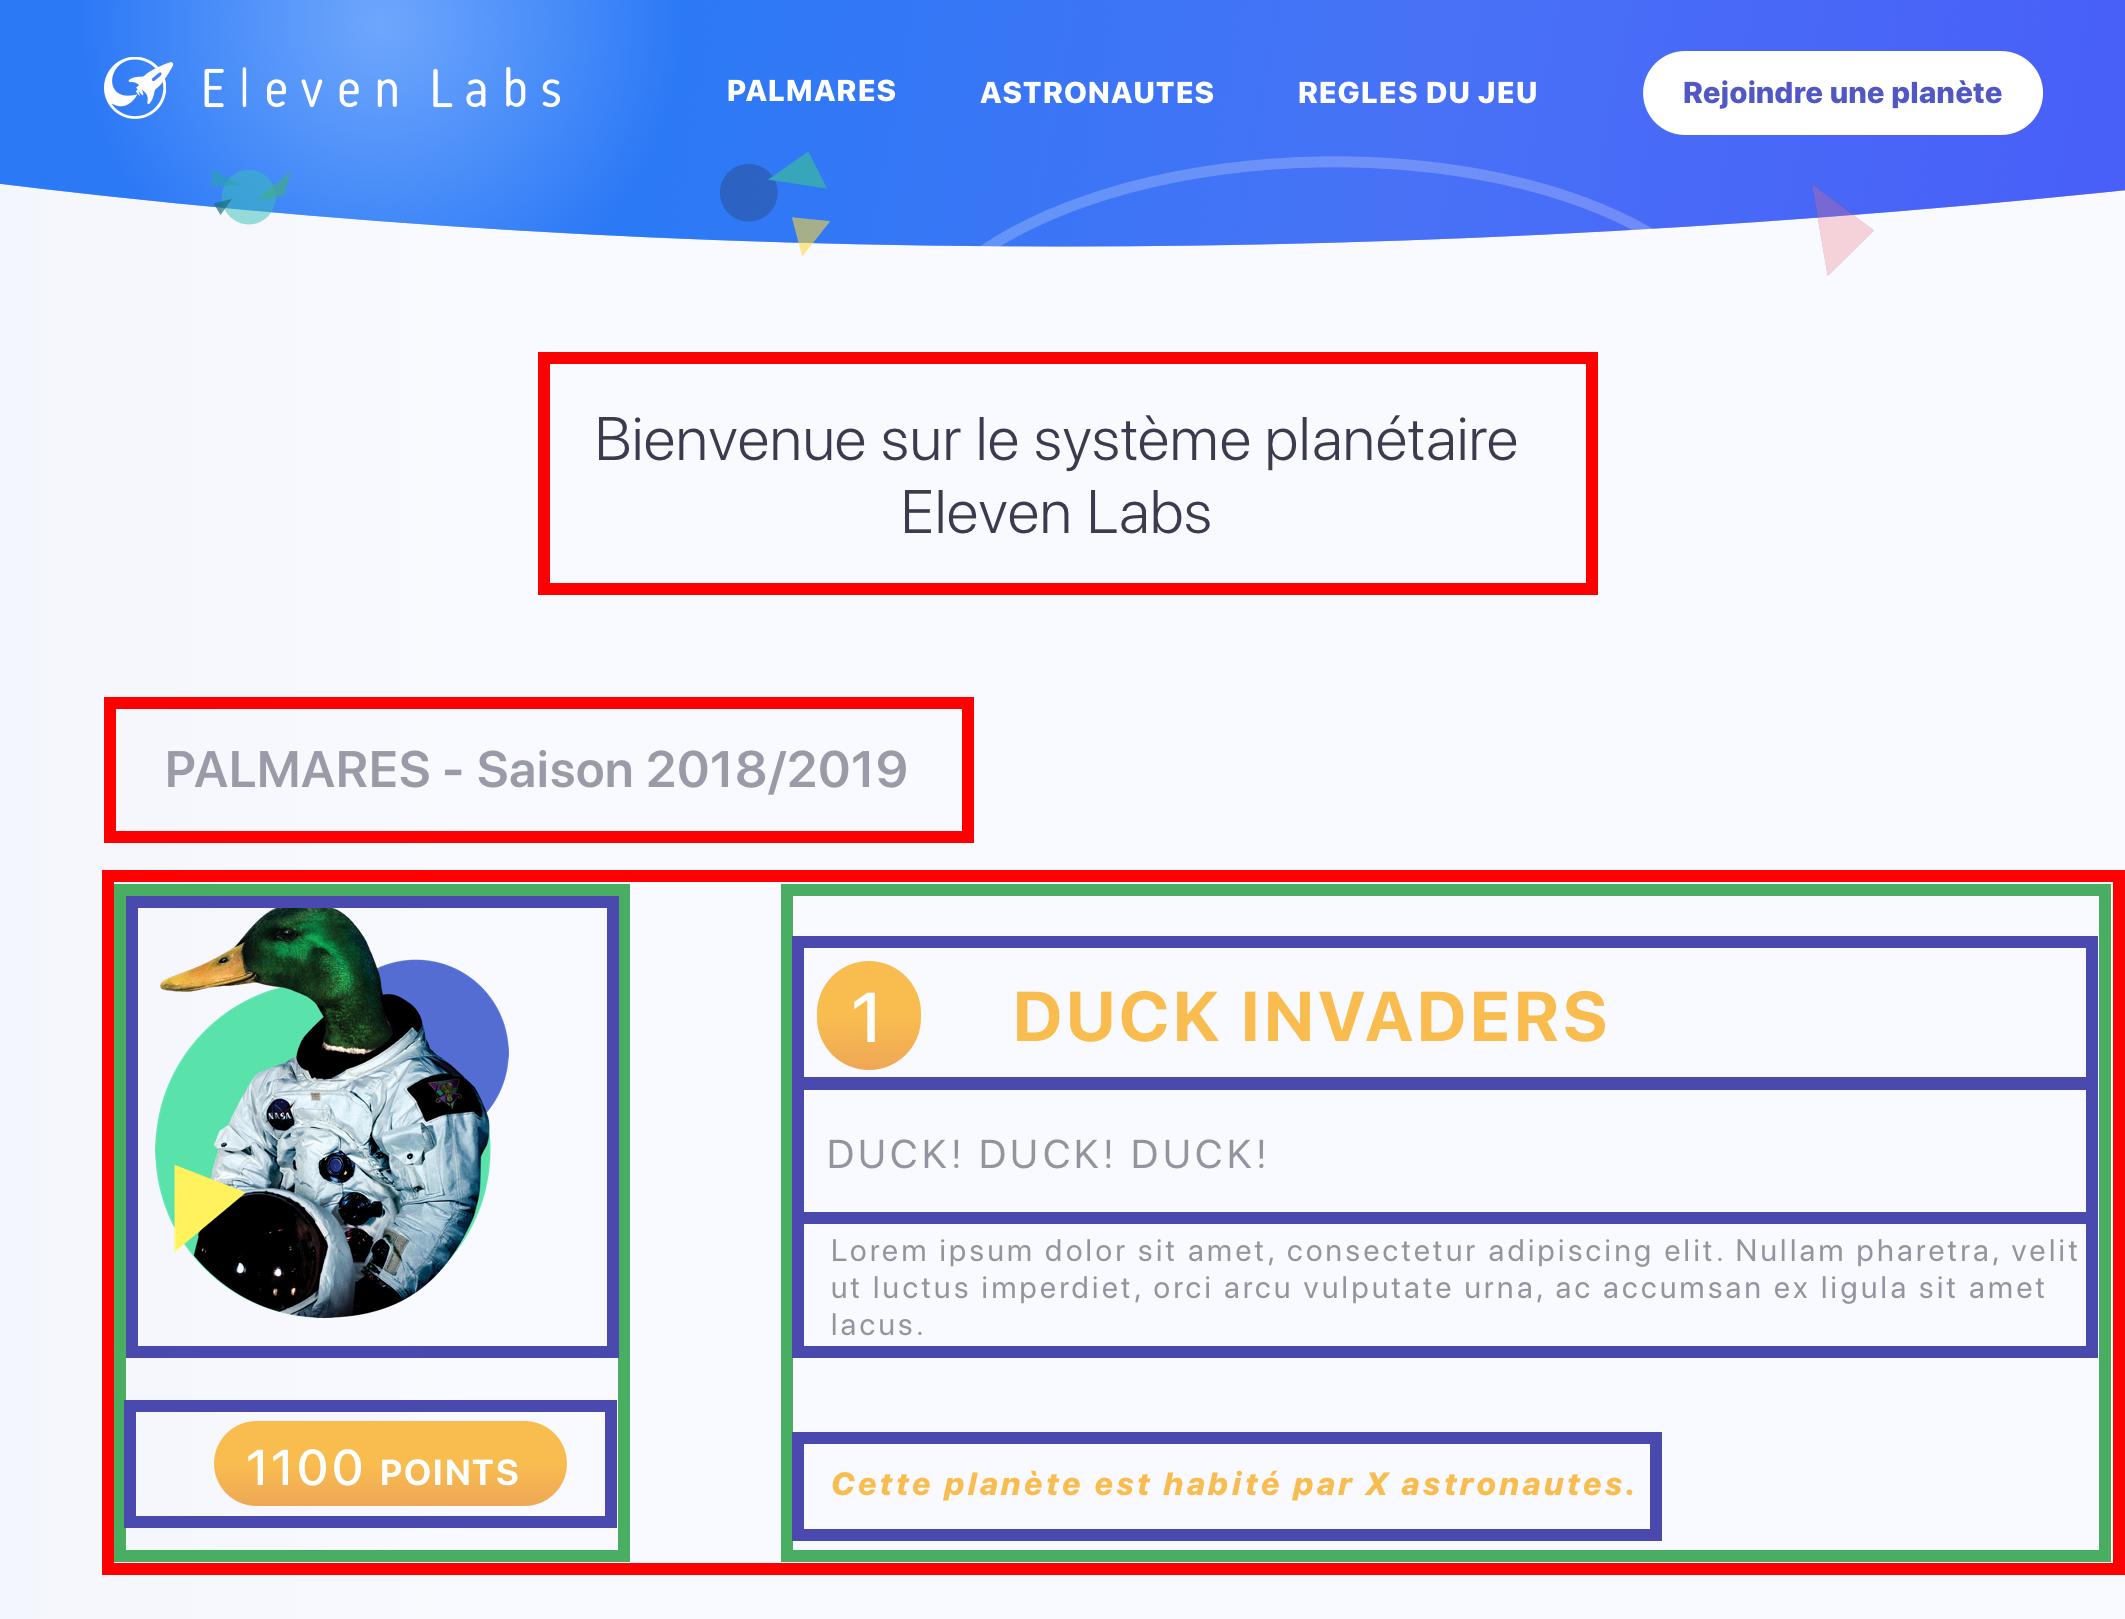 Eleven Labs
PALMARES
ASTRONAUTES
REGLES DU JEU
Rejoindre une planète
Bienvenue sur le système planétaire
Eleven Labs
PALMARES - Saison 2018/2019
NASA
1100 POINTS
1 DUCK INVADERS
DUCK! DUCK! DUCK!
Lorem ipsum dolor sit amet, consectetur adipiscing elit. Nullam pharetra, velit
ut luctus imperdiet, orci arcu vulputate urna, ac accumsan ex ligula sit amet
lacus.
Cette planète est habité par X astronautes.